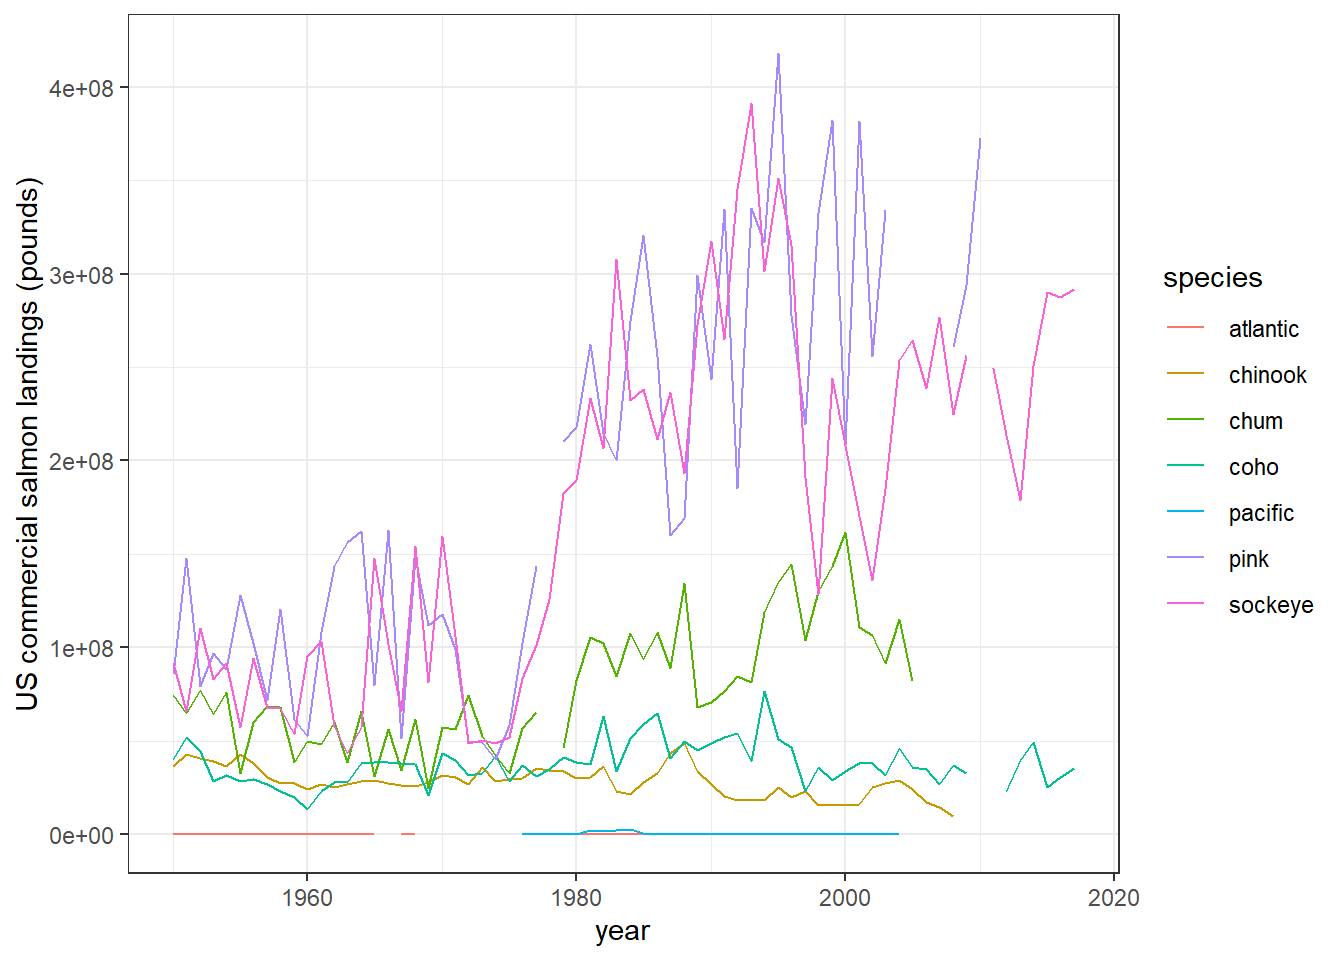 US commercial salmon landings (pounds)
4e+08
3e+08
2e+08
1e+08
0e+00
1960
1980
2000
2020
year
species
atlantic
chinook
chum
coho
pacific
pink
sockeye